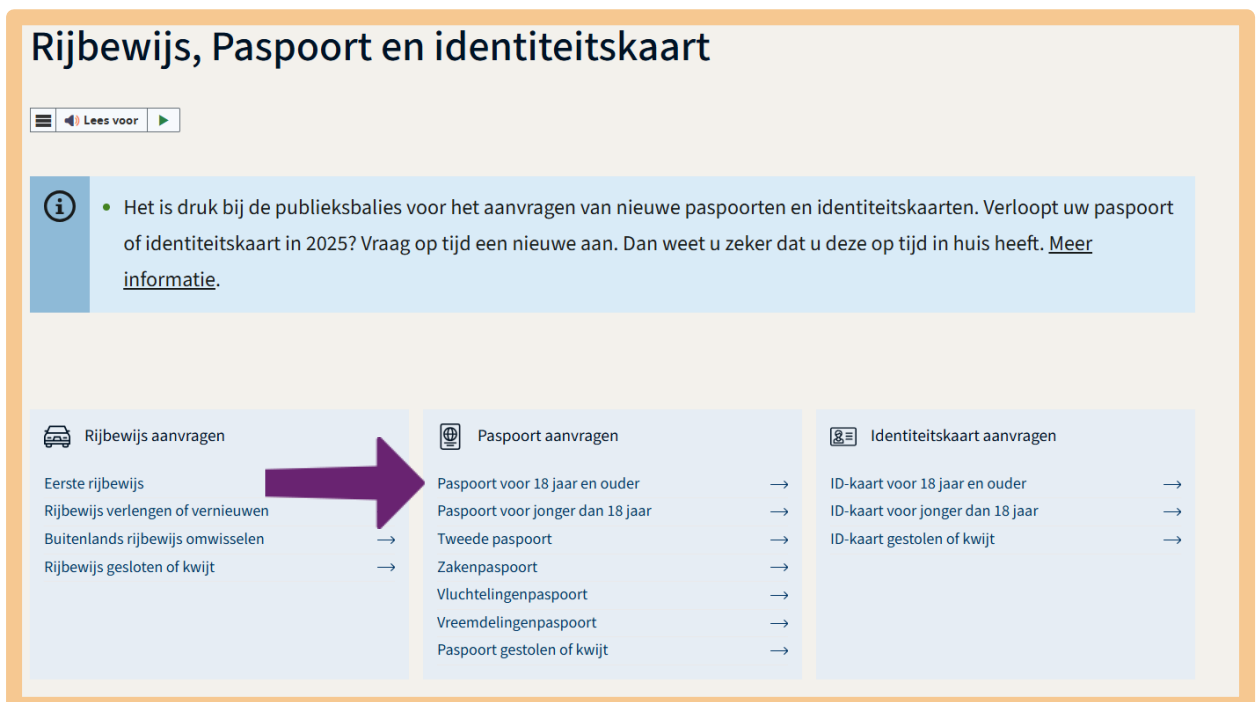 Rijbewijs, Paspoort en identiteitskaart
Lees voor
Het is druk bij de publieksbalies voor het aanvragen van nieuwe paspoorten en identiteitskaarten. Verloopt uw paspoort
of identiteitskaart in 2025? Vraag op tijd een nieuwe aan. Dan weet u zeker dat u deze op tijd in huis heeft. Meer
informatie.
Rijbewijs aanvragen
Eerste rijbewijs
Rijbewijs verlengen of vernieuwen
Buitenlands rijbewijs omwisselen
Rijbewijs gesloten of kwijt
Paspoort aanvragen
Paspoort voor 18 jaar en ouder
Paspoort voor jonger dan 18 jaar
Tweede paspoort
Zakenpaspoort
Vluchtelingenpaspoort
Vreemdelingenpaspoort
Paspoort gestolen of kwijt
Identiteitskaart aanvragen
ID-kaart voor 18 jaar en ouder
ID-kaart voor jonger dan 18 jaar
ID-kaart gestolen of kwijt